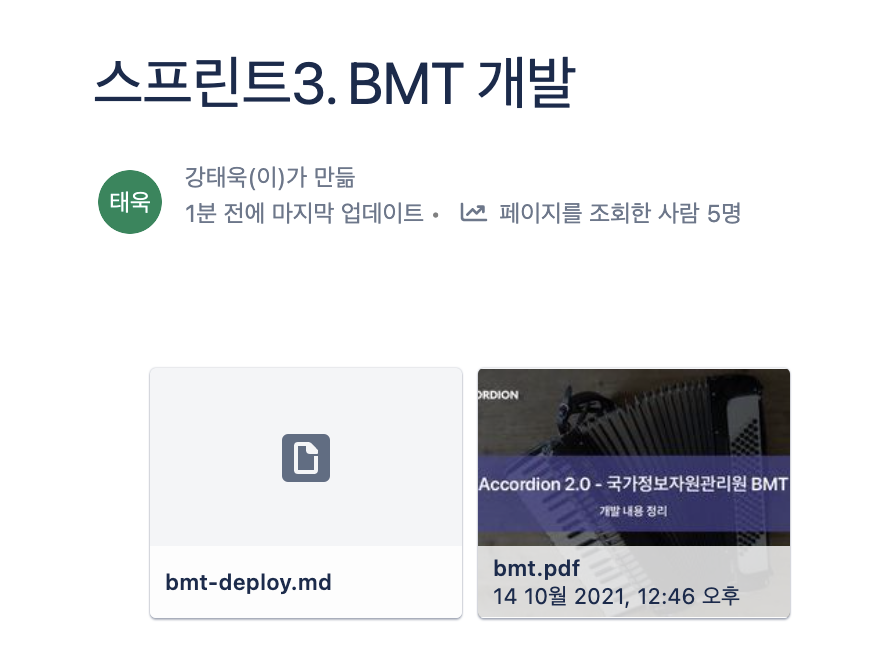 스프린트3. BMT 개발
태욱
강태욱(이)가 만듦
1분 전에 마지막 업데이트 • 페이지를 조회한 사람 5명
bmt-deploy.md
ORDION
Accordion 2.0 - 국가정보자원관리원 BMT
개발 내용 정리
bmt.pdf
14 10월 2021, 12:46 오후